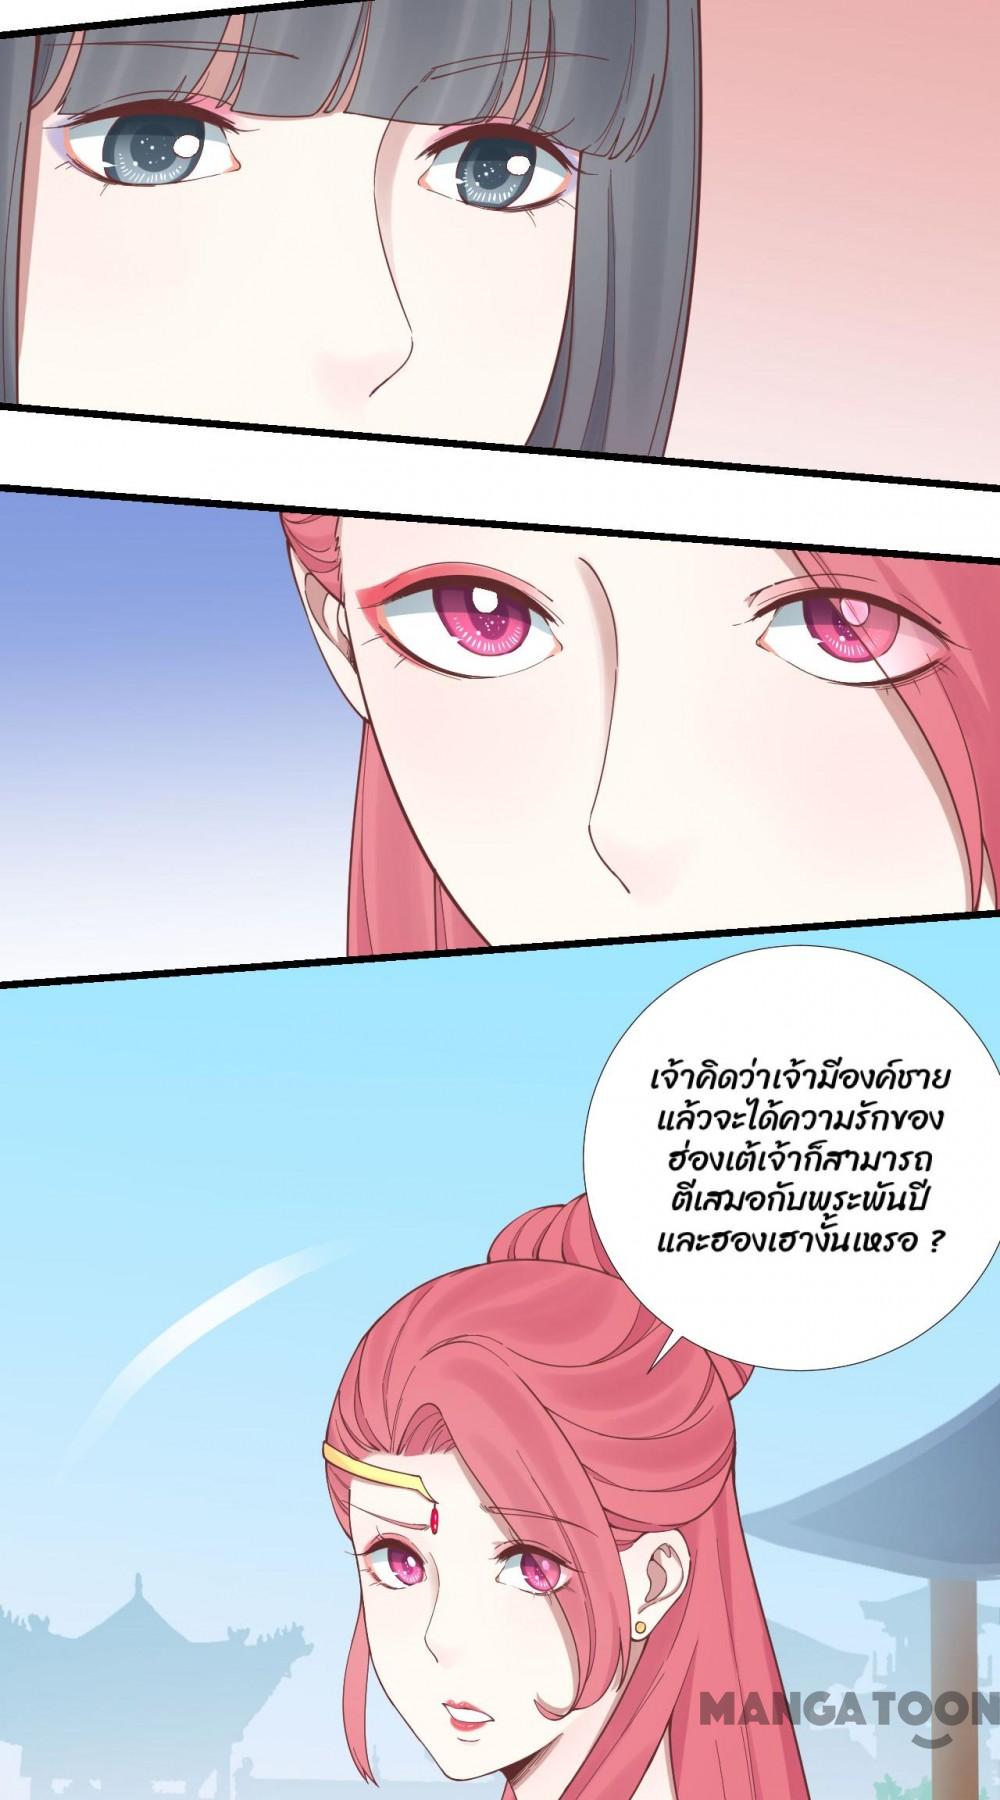 เจ้าคิดว่าเจ้ามีองค์ชาย
แล้วจะได้ความรักของ
ฮ่องเต้เจ้าก็สามารถ
ตีเสมอกับพระพันปี
และฮองเฮางั้นเหรอ ?
MANGATOON